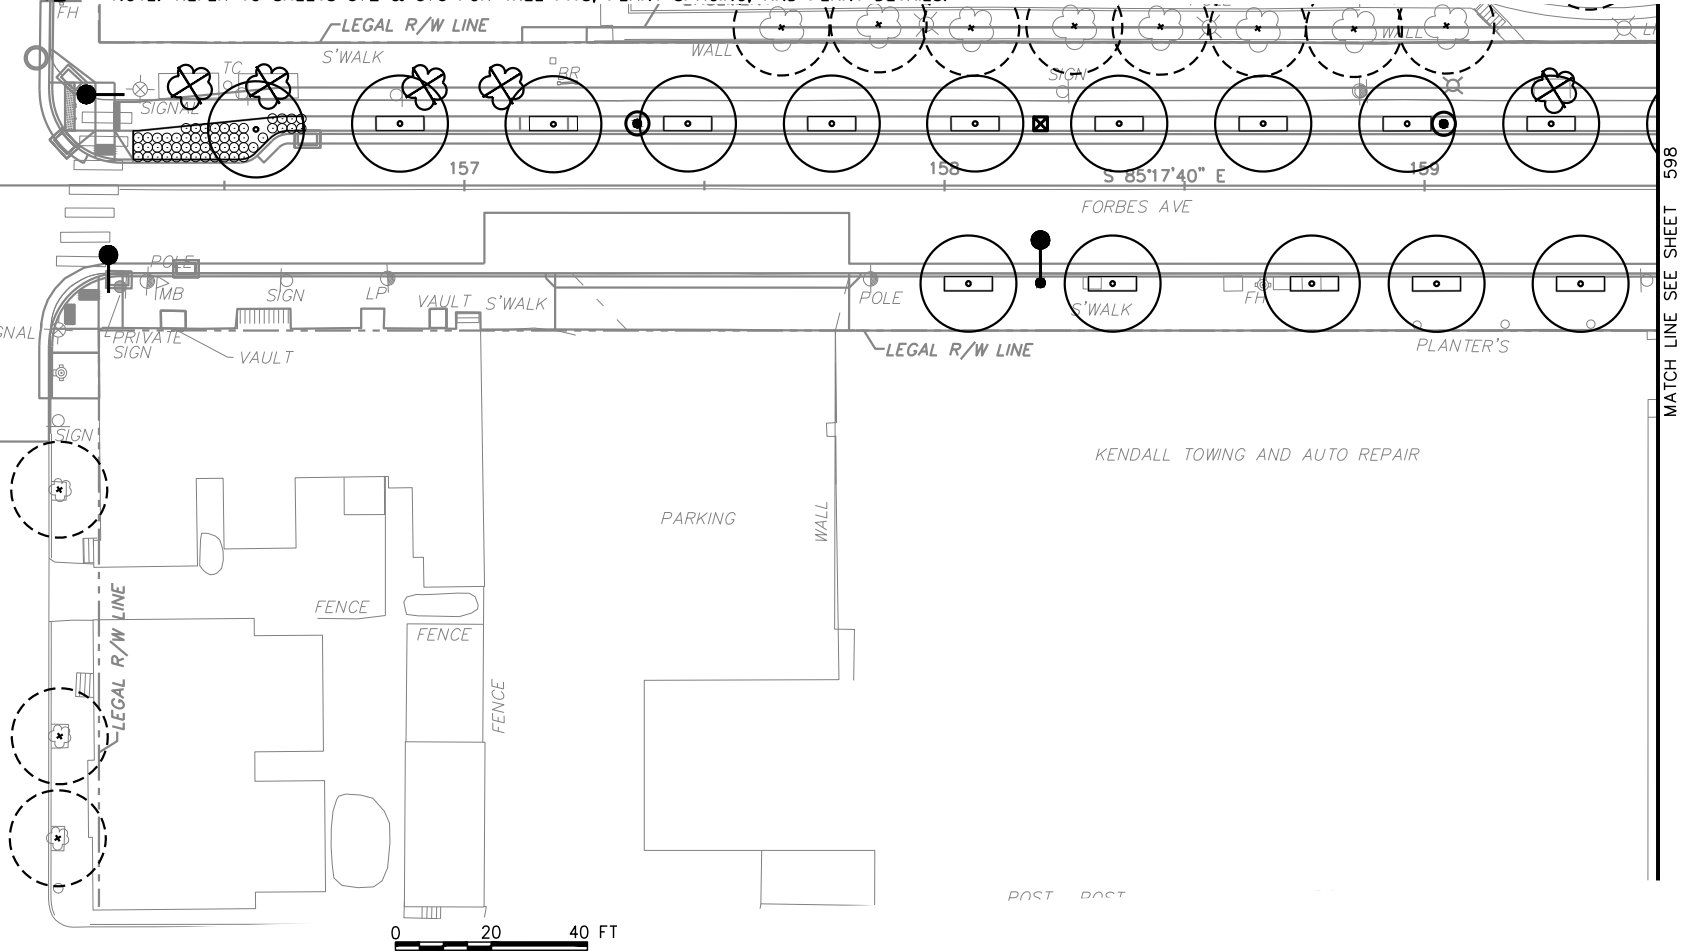 FH
LEGAL R/W LINE
S'WALK
WALL
WALL
TC
BR
SIGN
SIGNAL
157
158
159
S 85°17'40" E
FORBES AVE
MATCH LINE SEE SHEET 598
POLE
MB
SIGN
LP
VAULT
S'WALK
POLE
S'WALK
FH
PRIVATE
SIGN
VAULT
LEGAL R/W LINE
PLANTER'S
SIGN
KENDALL TOWING AND AUTO REPAIR
PARKING
WALL
LEGAL R/W LINE
FENCE
FENCE
FENCE
POST POST
0 20 40 FT